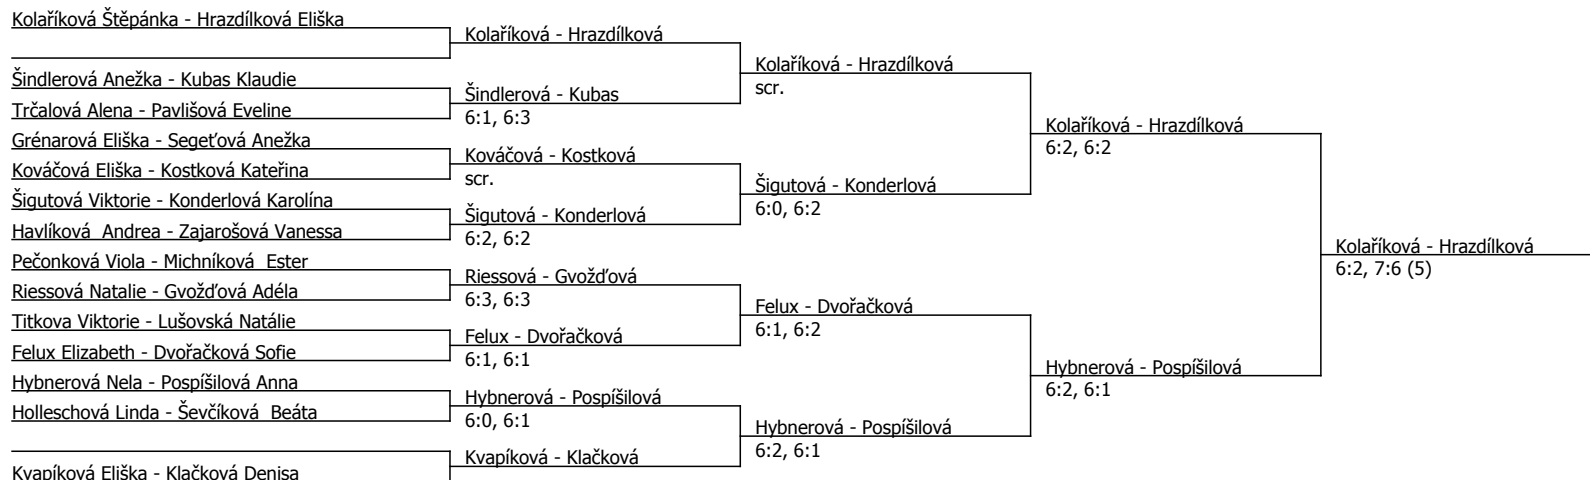 Kolaříková Štěpánka - Hrazdílková Eliška
Šindlerová Anežka - Kubas Klaudie
Trčalová Alena - Pavlišová Eveline
Grénarová Eliška - Segeťová Anežka
Kováčová Eliška - Kostková Kateřina
Šigutová Viktorie - Konderlová Karolína
Havlíková  Andrea - Zajarošová Vanessa
Pečonková Viola - Michníková  Ester
Riessová Natalie - Gvožďová Adéla
Titkova Viktorie - Lušovská Natálie
Felux Elizabeth - Dvořačková Sofie
Hybnerová Nela - Pospíšilová Anna
Holleschová Linda - Ševčíková  Beáta
Kvapíková Eliška - Klačková Denisa
Kolaříková - Hrazdílková
Šindlerová - Kubas
6:1, 6:3
Kováčová - Kostková
scr.
Šigutová - Konderlová
6:2, 6:2
Riessová - Gvožďová
6:3, 6:3
Felux - Dvořačková
6:1, 6:1
Hybnerová - Pospíšilová
6:0, 6:1
Kvapíková - Klačková
Kolaříková - Hrazdílková
scr.
Šigutová - Konderlová
6:0, 6:2
Felux - Dvořačková
6:1, 6:2
Hybnerová - Pospíšilová
6:2, 6:1
Kolaříková - Hrazdílková
6:2, 6:2
Hybnerová - Pospíšilová
6:2, 6:1
Kolaříková - Hrazdílková
6:2, 7:6 (5)